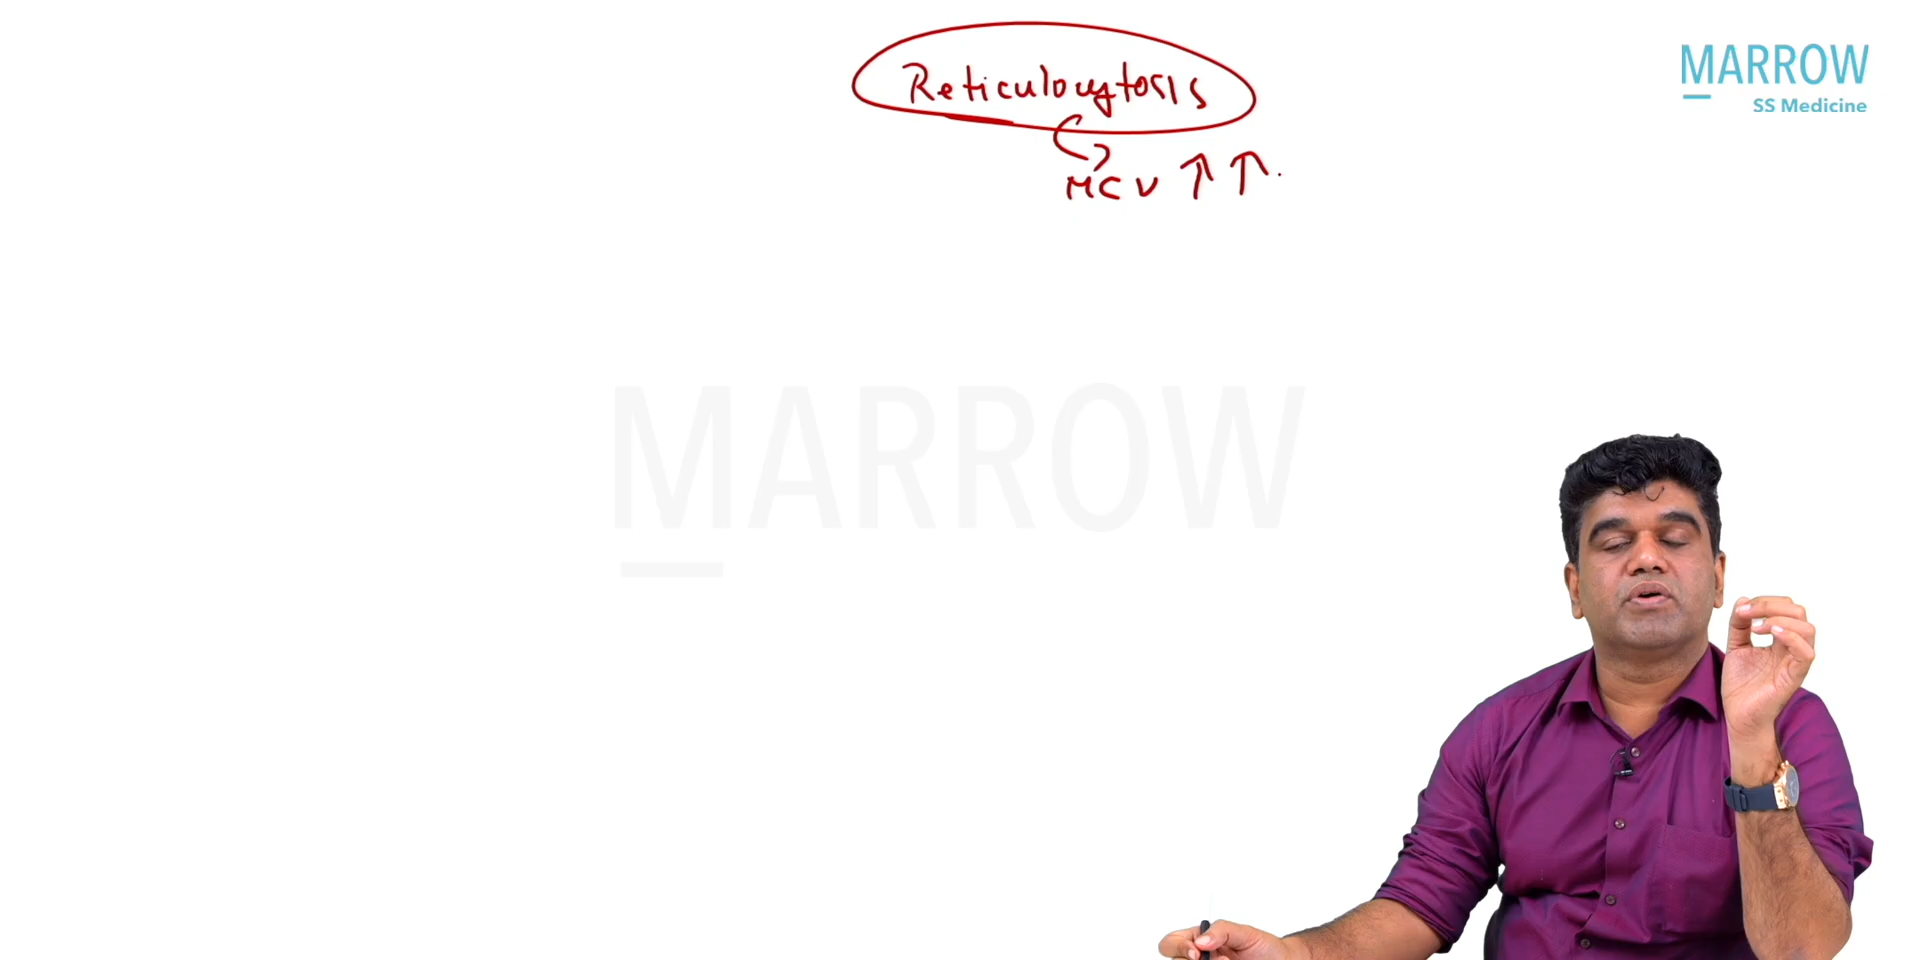 Reticulocytosis
MCV ↑ ↑.
MARROW
SS Medicine
MARROW